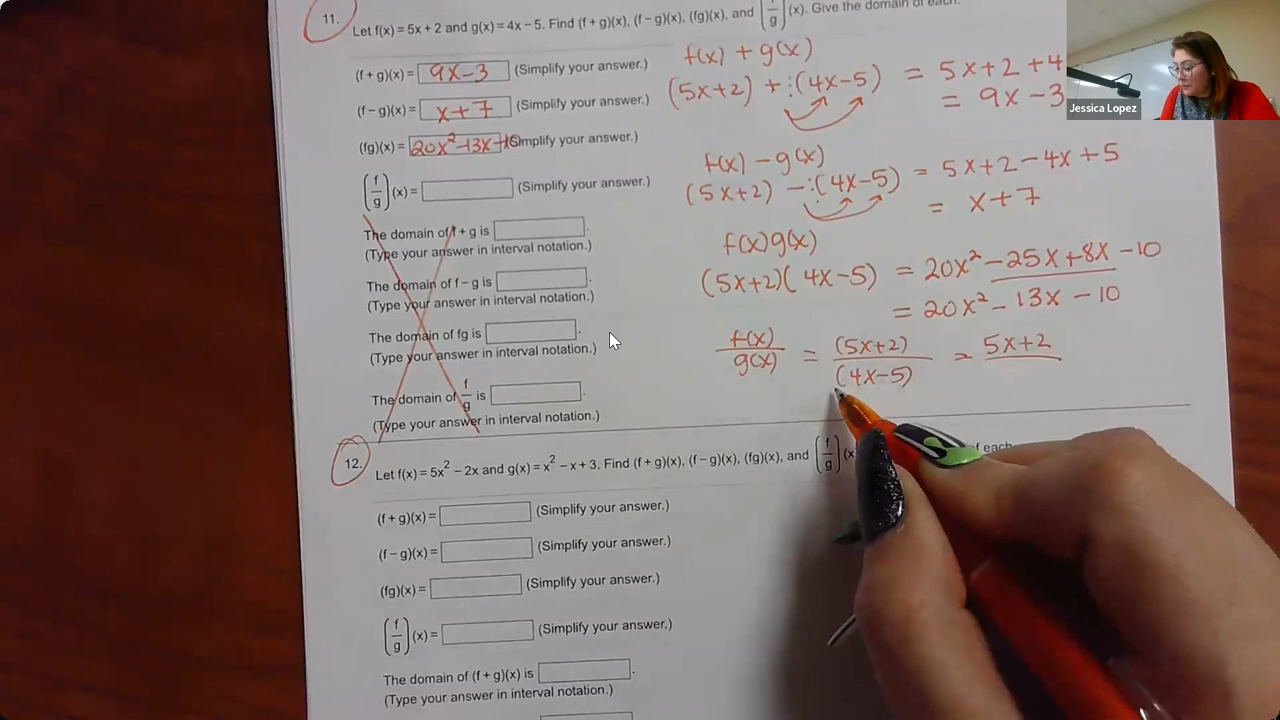 11.
Let f(x) = 5x + 2 and g(x) = 4x − 5. Find (f + g)(x), (f − g)(x), (fg)(x), and (f/g)(x). Give the domain of each.
(f + g)(x) = 9x−3 (Simplify your answer.)
(f − g)(x) = x+7 (Simplify your answer.)
(fg)(x) = 20x²−13x−10 (Simplify your answer.)
(f/g)(x) = (Simplify your answer.)
The domain of f + g is .
(Type your answer in interval notation.)
The domain of f − g is .
(Type your answer in interval notation.)
The domain of fg is .
(Type your answer in interval notation.)
The domain of f/g is .
(Type your answer in interval notation.)
f(x) + g(x)
(5x+2) + :(4x−5) = 5x+2+4
= 9x−3
f(x) − g(x)
(5x+2) − :(4x−5) = 5x+2−4x+5
= x+7
f(x)g(x)
(5x+2)(4x−5) = 20x²−25x+8x−10
= 20x²−13x−10
f(x)/g(x) = (5x+2)/(4x−5) = 5x+2
12.
Let f(x) = 5x² − 2x and g(x) = x² − x + 3. Find (f + g)(x), (f − g)(x), (fg)(x), and (f/g)(x of each
(f + g)(x) = (Simplify your answer.)
(f − g)(x) = (Simplify your answer.)
(fg)(x) = (Simplify your answer.)
(f/g)(x) = (Simplify your answer.)
The domain of (f + g)(x) is .
(Type your answer in interval notation.)
Jessica Lopez